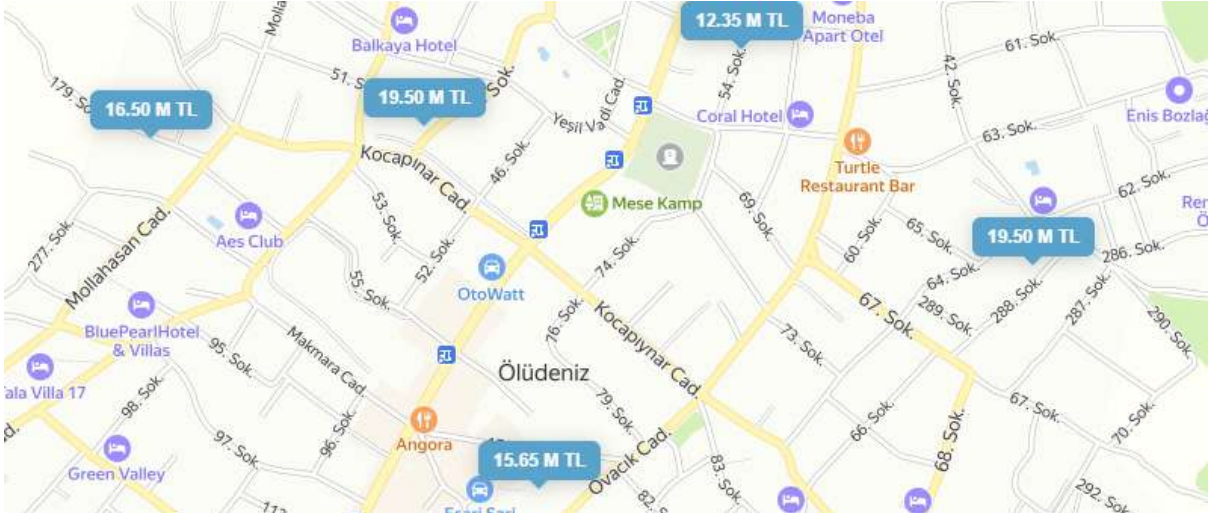 Molla
Balkaya Hotel
12.35 M TL
Moneba
Apart Otel
61. Sok.
51. S
Sok.
54. Sok.
42. Sok.
179. S
16.50 M TL
19.50 M TL
Yeşil Vadi Cad.
Coral Hotel
63. Sok.
Enis Bozlağ
Kocapınar Cad.
46. Sok.
Turtle
Restaurant Bar
62. Sok.
Mese Kamp
53. Sok.
69. Sok.
Ren
Ö
277. Sok.
Mollahasan Cad.
Aes Club
52. Sok.
74. Sok.
60. Sok.
65. Sok.
19.50 M TL
286. Sok.
55. Sok.
OtoWatt
64. Sok.
BluePearlHotel
& Villas
76. Sok.
Kocapıynar Cad.
67. Sok.
289. Sok.
288. Sok.
287. Sok.
290. Sok.
95. Sok.
Makmara Cad.
73. Sok.
Ölüdeniz
ala Villa 17
98. Sok.
79. Sok.
67. Sok.
96. Sok.
66. Sok.
70. Sok.
97. Sok.
Angora
15.65 M TL
Ovacık Cad.
83. Sok.
68. Sok.
Green Valley
82. Sok.
292. Sok.
d.